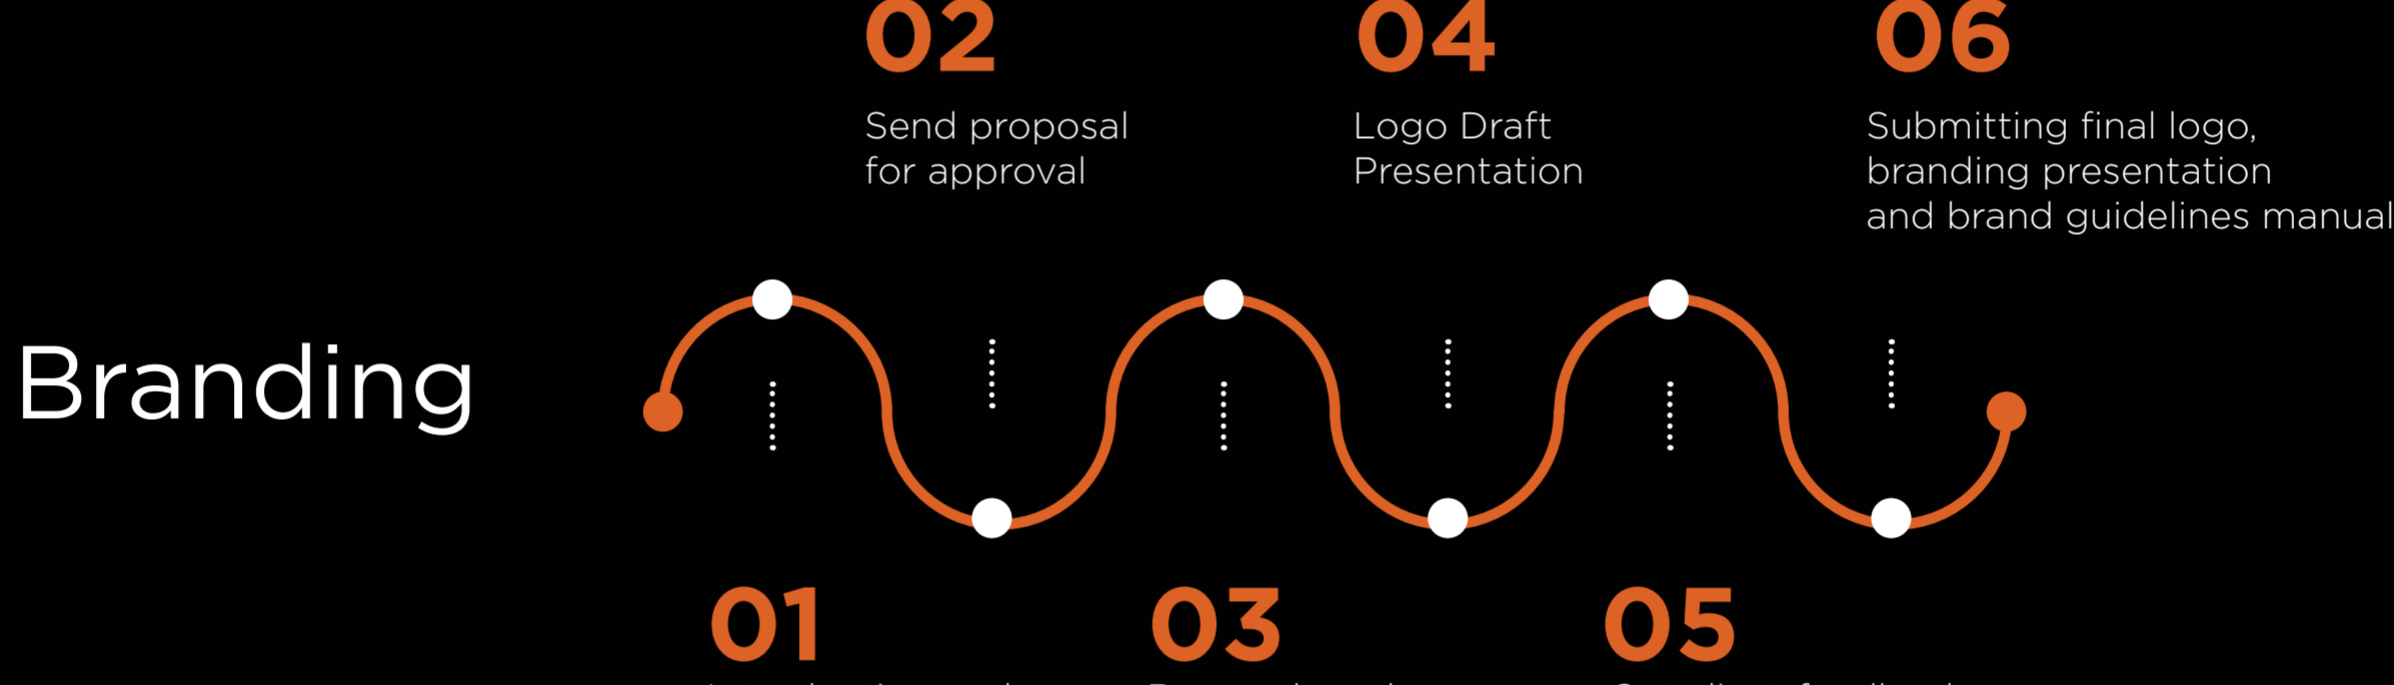 02
Send proposal
for approval
04
Logo Draft
Presentation
06
Submitting final logo,
branding presentation
and brand guidelines manual
Branding
01
03
05